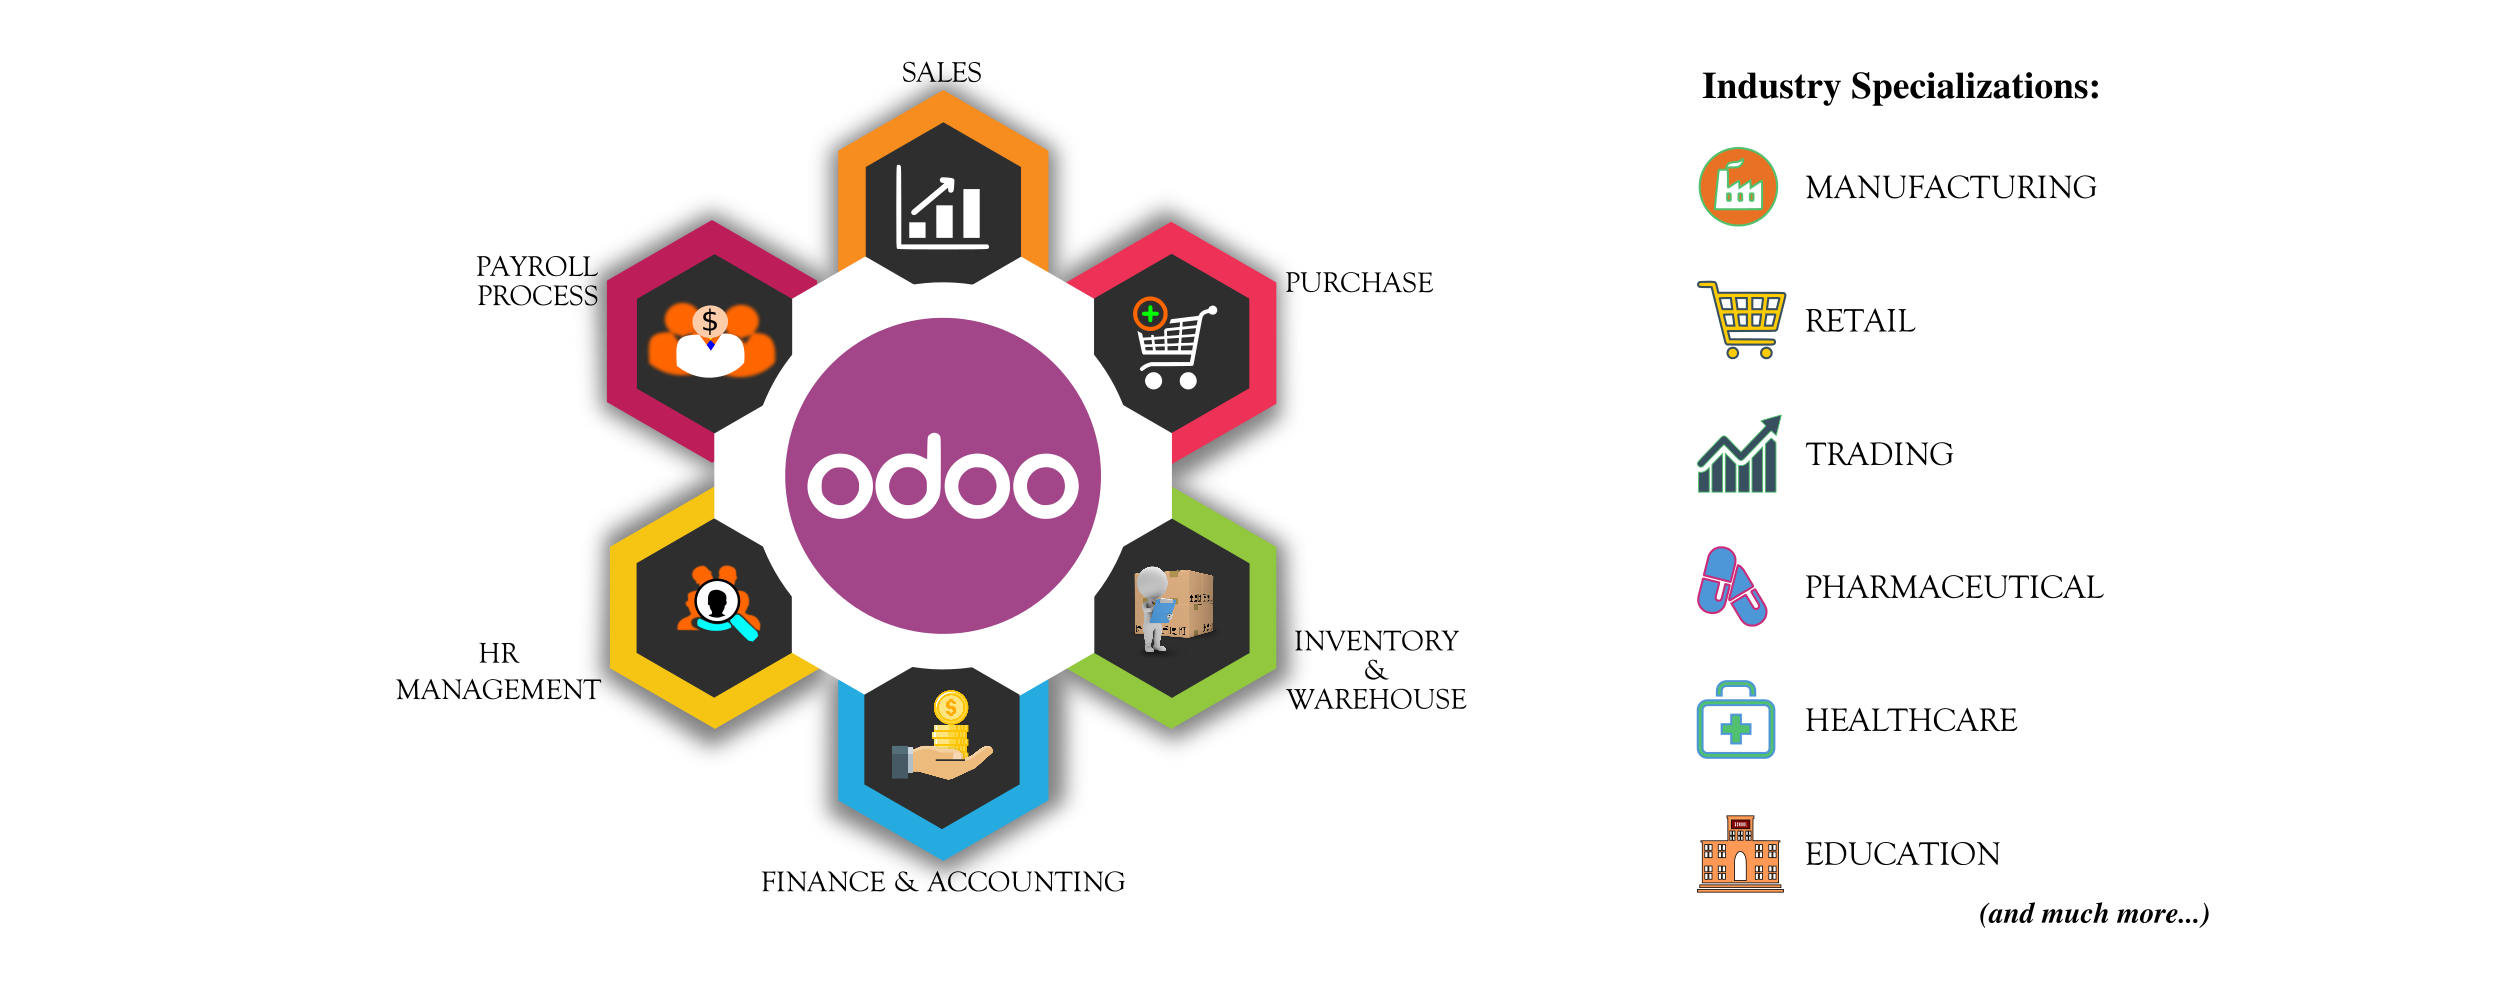 SALES
PURCHASE
INVENTORY
&
WAREHOUSE
FINANCE & ACCOUNTING
HR
MANAGEMENT
PAYROLL
PROCESS
$
odoo
$
Industry Specializations:
MANUFACTURING
RETAIL
TRADING
PHARMACEUTICAL
HEALTHCARE
EDUCATION
(and much more...)